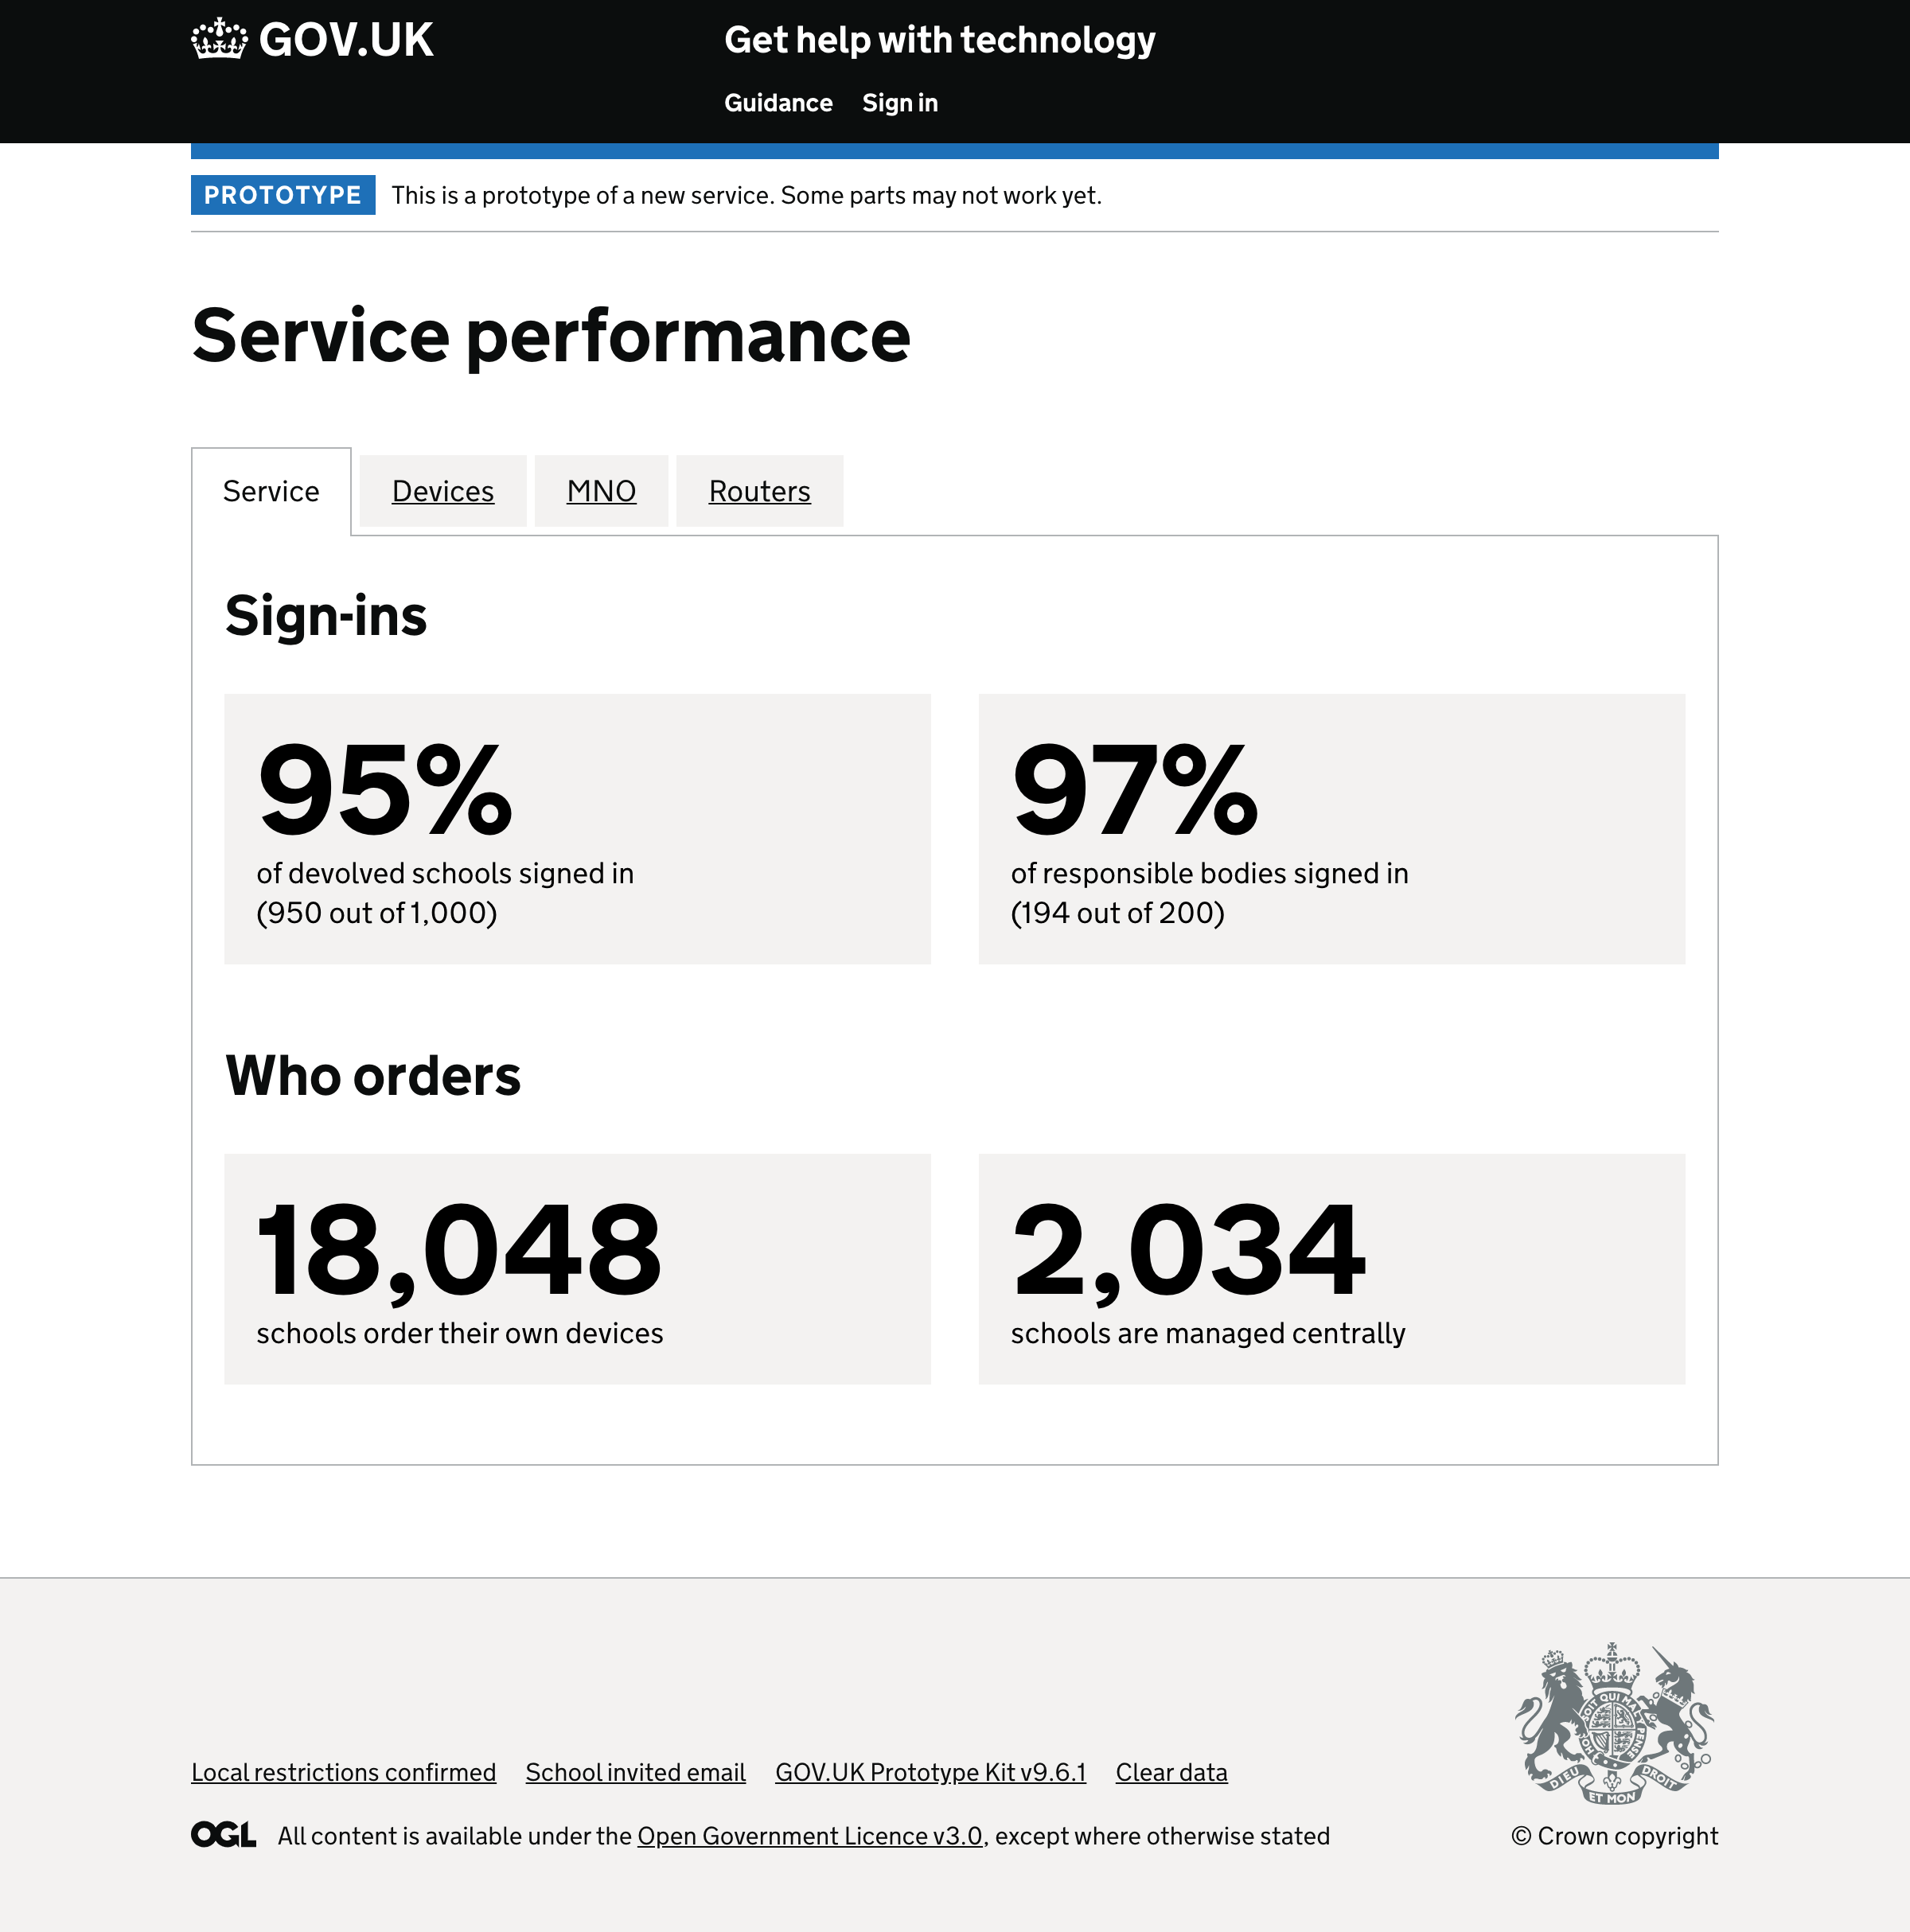 GOV.UK
Get help with technology
Guidance Sign in
PROTOTYPE This is a prototype of a new service. Some parts may not work yet.
Service performance
Service Devices MNO Routers
Sign-ins
95%
of devolved schools signed in
(950 out of 1,000)
97%
of responsible bodies signed in
(194 out of 200)
Who orders
18,048
schools order their own devices
2,034
schools are managed centrally
Local restrictions confirmed School invited email GOV.UK Prototype Kit v9.6.1 Clear data
OGL All content is available under the Open Government Licence v3.0, except where otherwise stated
SOIT QUI MAL
PENSE
DIEU
ET MON
DROIT
© Crown copyright